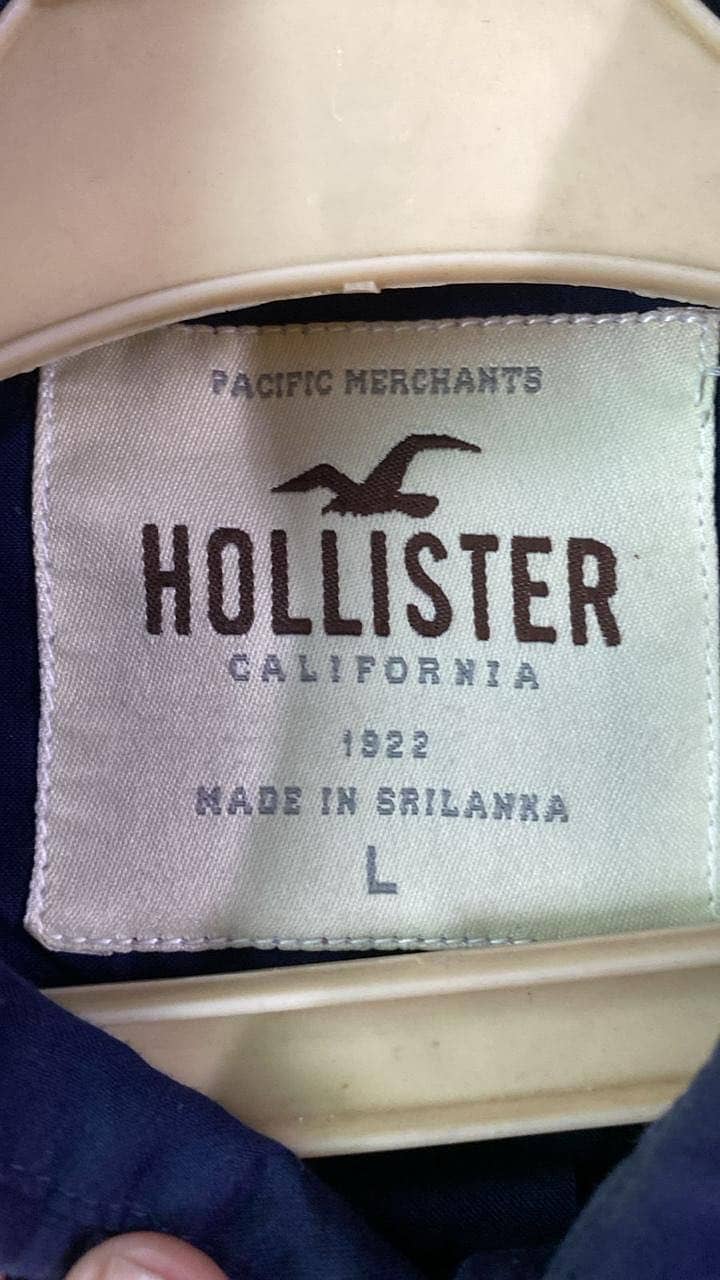 PACIFIC MERCHANTS
HOLLISTER
CALIFORNIA
1922
MADE IN SRILANKA
L